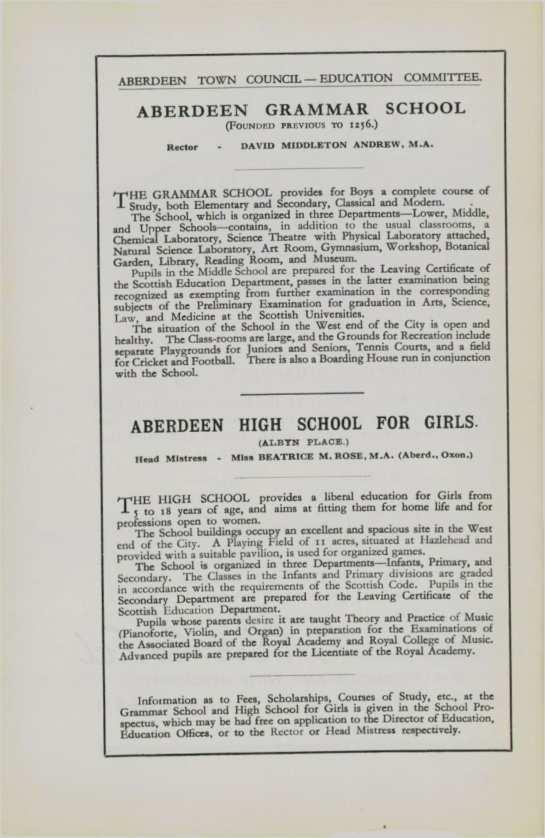 ABERDEEN TOWN COUNCIL — EDUCATION COMMITTEE.
ABERDEEN GRAMMAR SCHOOL
(FOUNDED PREVIOUS TO 1256.)
Rector - DAVID MIDDLETON ANDREW, M.A.
THE GRAMMAR SCHOOL provides for Boys a complete course of
Study, both Elementary and Secondary, Classical and Modern.
The School, which is organized in three Departments—Lower, Middle,
and Upper Schools—contains, in addition to the usual classrooms, a
Chemical Laboratory, Science Theatre with Physical Laboratory attached,
Natural Science Laboratory, Art Room, Gymnasium, Workshop, Botanical
Garden, Library, Reading Room, and Museum.
Pupils in the Middle School are prepared for the Leaving Certificate of
the Scottish Education Department, passes in the latter examination being
recognized as exempting from further examination in the corresponding
subjects of the Preliminary Examination for graduation in Arts, Science,
Law, and Medicine at the Scottish Universities.
The situation of the School in the West end of the City is open and
healthy. The Class-rooms are large, and the Grounds for Recreation include
separate Playgrounds for Juniors and Seniors, Tennis Courts, and a field
for Cricket and Football. There is also a Boarding House run in conjunction
with the School.
ABERDEEN HIGH SCHOOL FOR GIRLS.
(ALBYN PLACE.)
Head Mistress - Miss BEATRICE M. ROSE, M.A. (Aberd., Oxon.)
THE HIGH SCHOOL provides a liberal education for Girls from
5 to 18 years of age, and aims at fitting them for home life and for
professions open to women.
The School buildings occupy an excellent and spacious site in the West
end of the City. A Playing Field of 11 acres, situated at Hazlehead and
provided with a suitable pavilion, is used for organized games.
The School is organized in three Departments—Infants, Primary, and
Secondary. The Classes in the Infants and Primary divisions are graded
in accordance with the requirements of the Scottish Code. Pupils in the
Secondary Department are prepared for the Leaving Certificate of the
Scottish Education Department.
Pupils whose parents desire it are taught Theory and Practice of Music
(Pianoforte, Violin, and Organ) in preparation for the Examinations of
the Associated Board of the Royal Academy and Royal College of Music.
Advanced pupils are prepared for the Licentiate of the Royal Academy.
Information as to Fees, Scholarships, Courses of Study, etc., at the
Grammar School and High School for Girls is given in the School Pro-
spectus, which may be had free on application to the Director of Education,
Education Offices, or to the Rector or Head Mistress respectively.